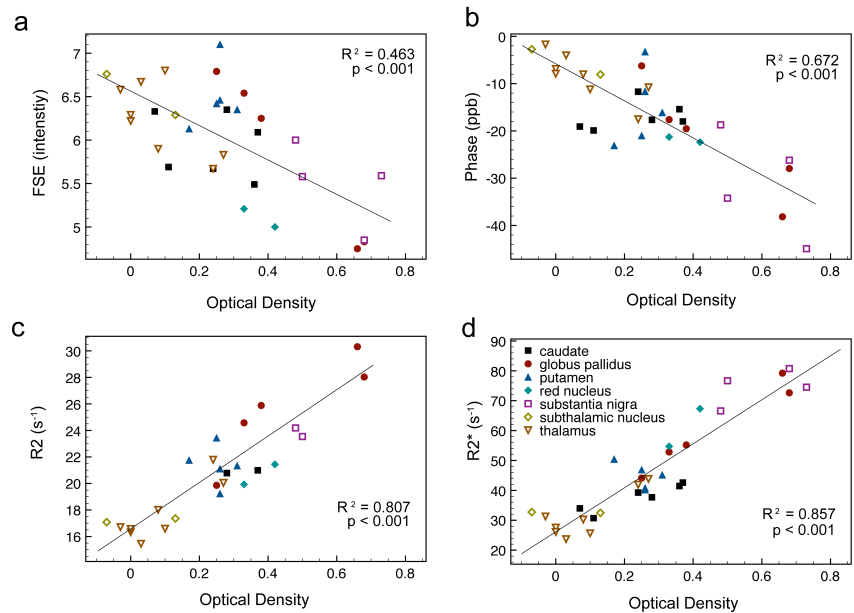 a
7
6.5
6
5.5
5
FSE (intenstiy)
R² = 0.463
p < 0.001
0
0.2
0.4
0.6
0.8
Optical Density
b
0
-10
-20
-30
-40
Phase (ppb)
R² = 0.672
p < 0.001
0
0.2
0.4
0.6
0.8
Optical Density
c
30
28
26
24
22
20
18
16
R2 (s⁻¹)
R² = 0.807
p < 0.001
0
0.2
0.4
0.6
0.8
Optical Density
d
90
80
70
60
50
40
30
20
R2* (s⁻¹)
caudate
globus pallidus
putamen
red nucleus
substantia nigra
subthalamic nucleus
thalamus
R² = 0.857
p < 0.001
0
0.2
0.4
0.6
0.8
Optical Density